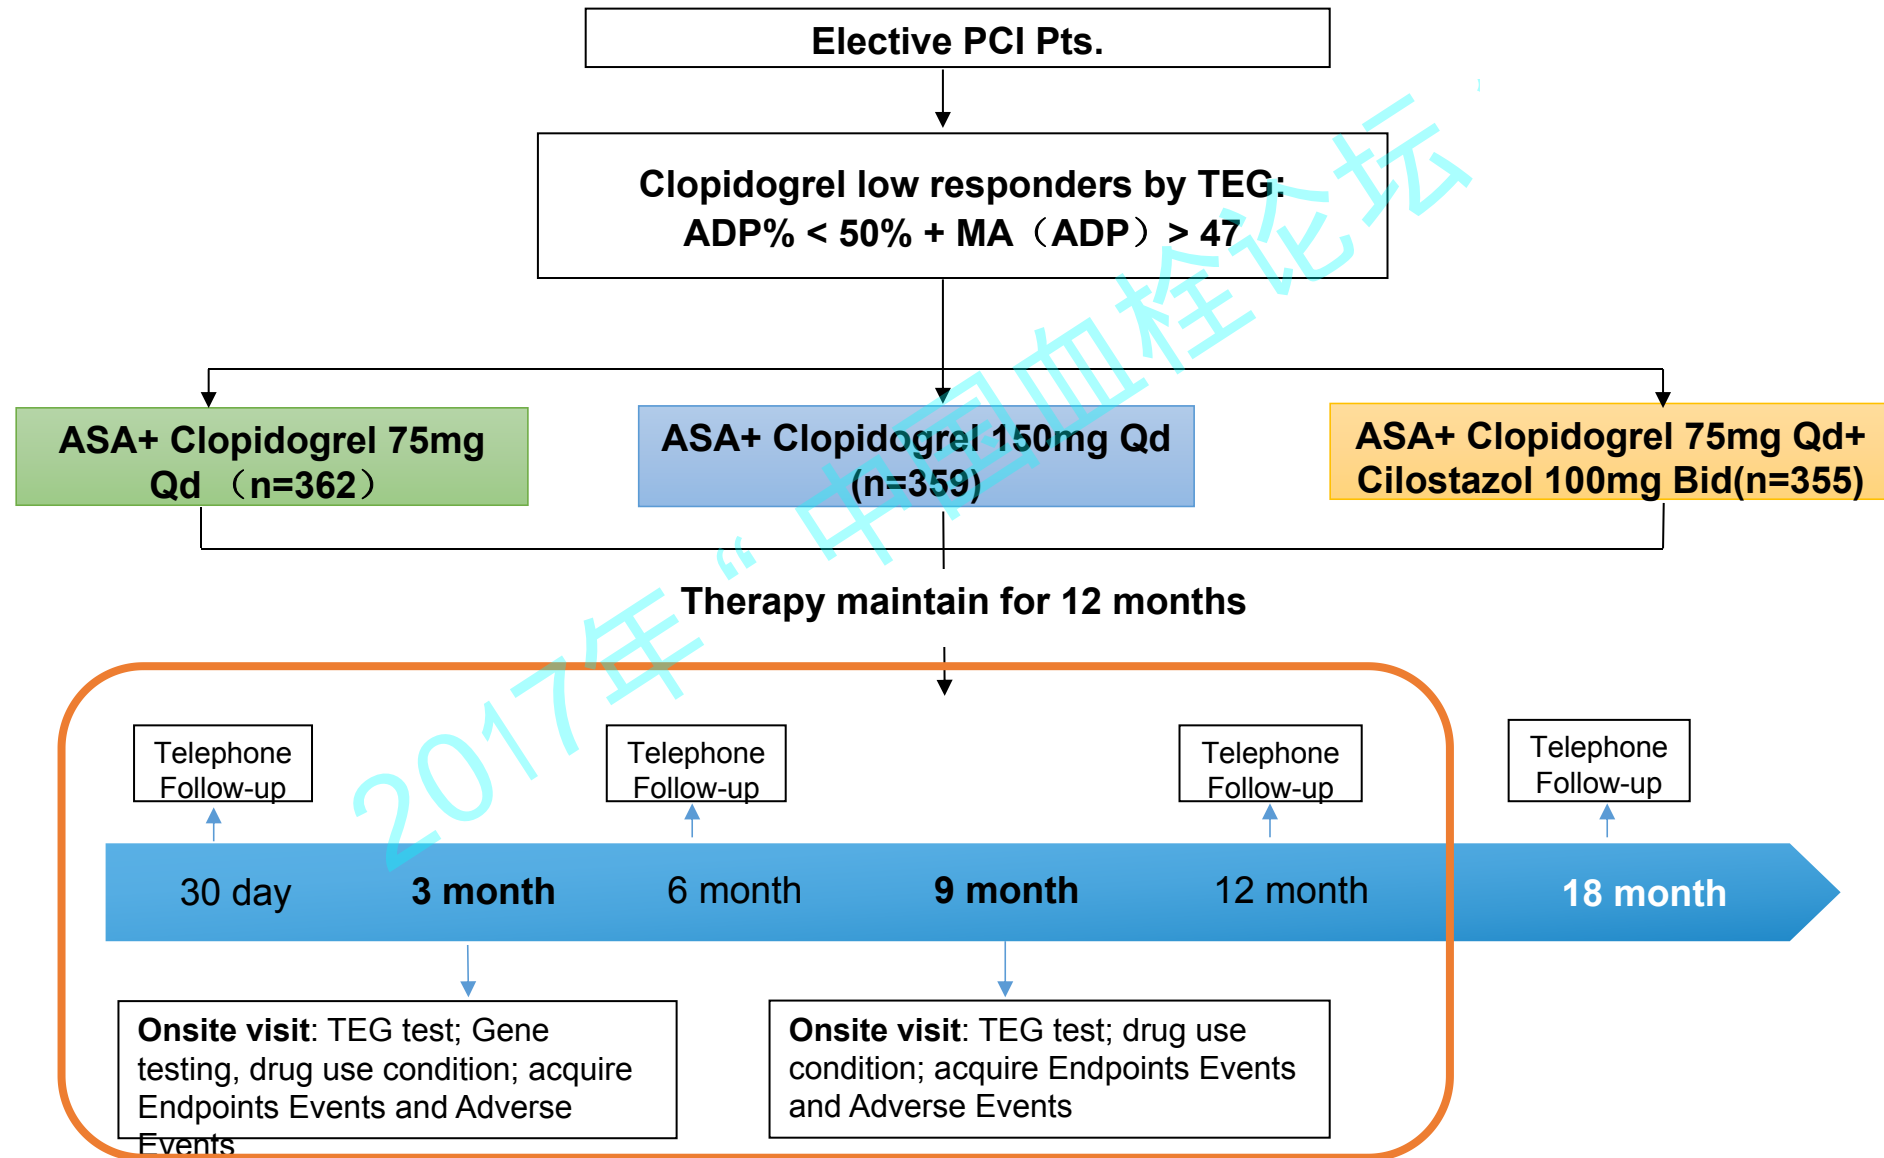 Elective PCI Pts.
Clopidogrel low responders by TEG:
ADP% < 50% + MA（ADP）> 47
ASA+ Clopidogrel 75mg
Qd （n=362）
ASA+ Clopidogrel 150mg Qd
(n=359)
ASA+ Clopidogrel 75mg Qd+
Cilostazol 100mg Bid(n=355)
Therapy maintain for 12 months
Telephone
Follow-up
Telephone
Follow-up
Telephone
Follow-up
Telephone
Follow-up
30 day
3 month
6 month
9 month
12 month
18 month
Onsite visit: TEG test; Gene
testing, drug use condition; acquire
Endpoints Events and Adverse
Events
Onsite visit: TEG test; drug use
condition; acquire Endpoints Events
and Adverse Events
2017年“中国血栓论坛